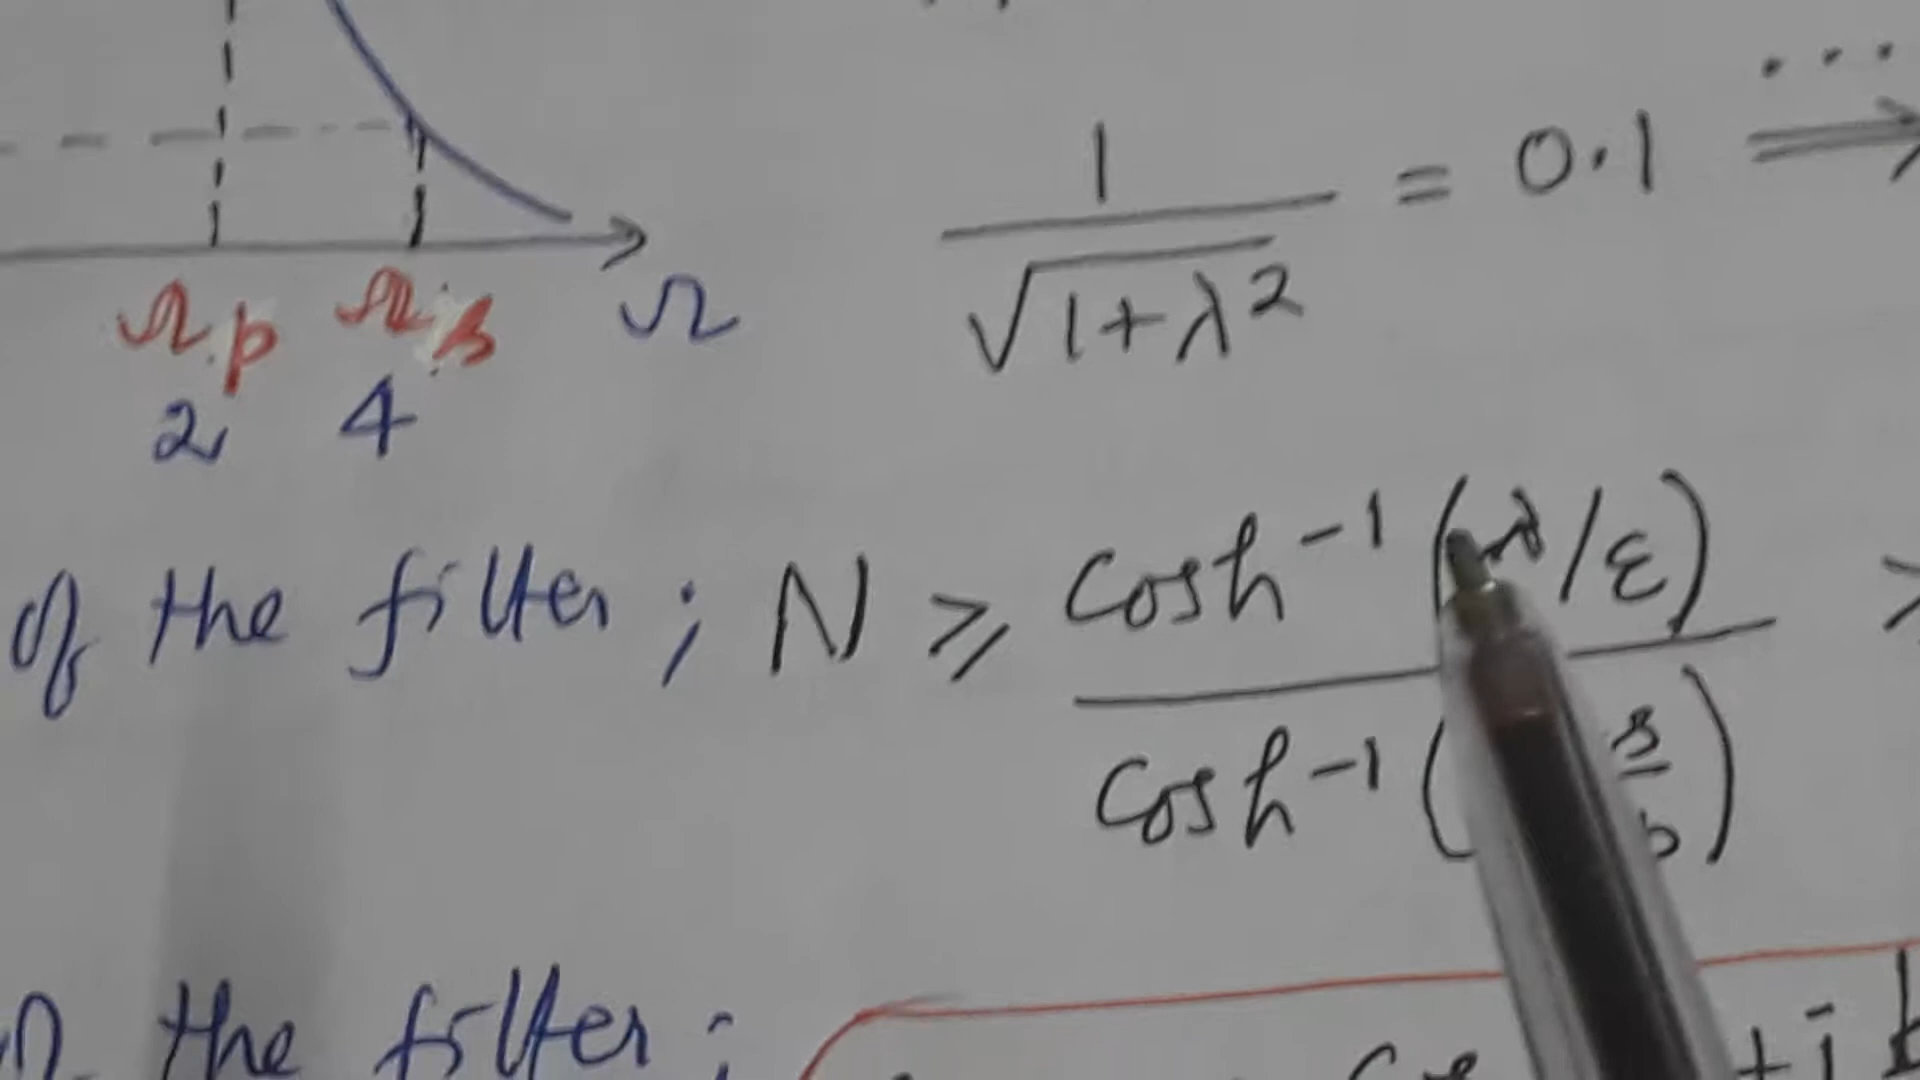 1/√(1+λ²) = 0.1 ⇒
Ωp Ωs Ω
2 4
of the filter ; N ≥ cosh⁻¹(λ/ε)
cosh⁻¹( s/p )
the filter ;
+j